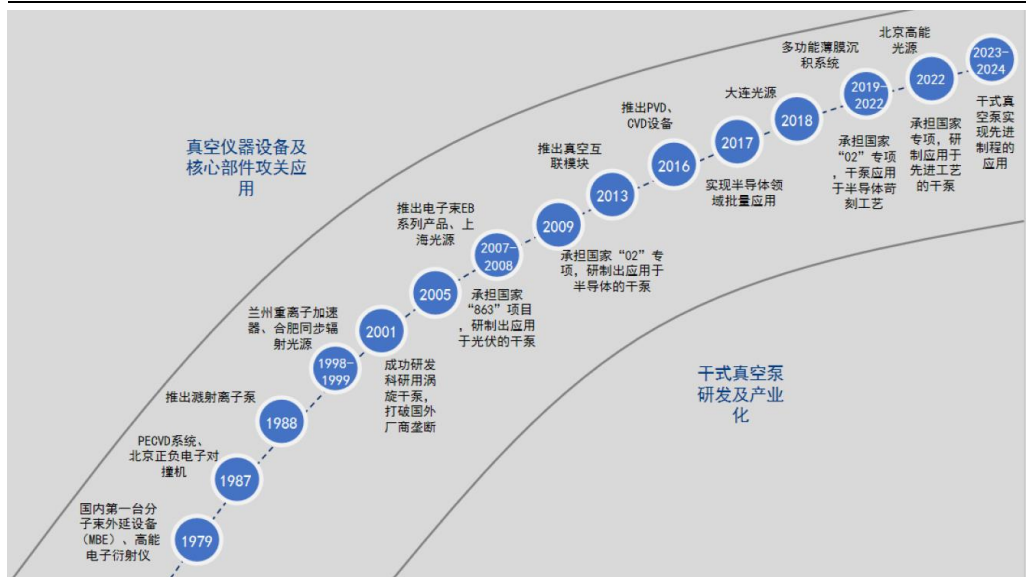 真空仪器设备及
核心部件攻关应
用
干式真空泵
研发及产业
化
国内第一台分
子束外延设备
（MBE）、高能
电子衍射仪
1979
PECVD系统、
北京正负电子对
撞机
1987
推出溅射离子泵
1988
兰州重离子加速
器、合肥同步辐
射光源
1998-
1999
2001
成功研发
科研用涡
旋干泵，
打破国外
厂商垄断
推出电子束EB
系列产品、上
海光源
2005
2007-
2008
承担国家
“863”项目
，研制出应用
于光伏的干泵
2009
承担国家“02”专
项，研制出应用于
半导体的干泵
推出真空互
联模块
2013
推出PVD、
CVD设备
2016
2017
实现半导体领
域批量应用
大连光源
2018
多功能薄膜沉
积系统
2019-
2022
承担国家
“02”专项
，干泵应用
于半导体苛
刻工艺
北京高能
光源
2022
承担国家
专项，研
制应用于
先进工艺
的干泵
2023-
2024
干式真
空泵实
现先进
制程的
应用